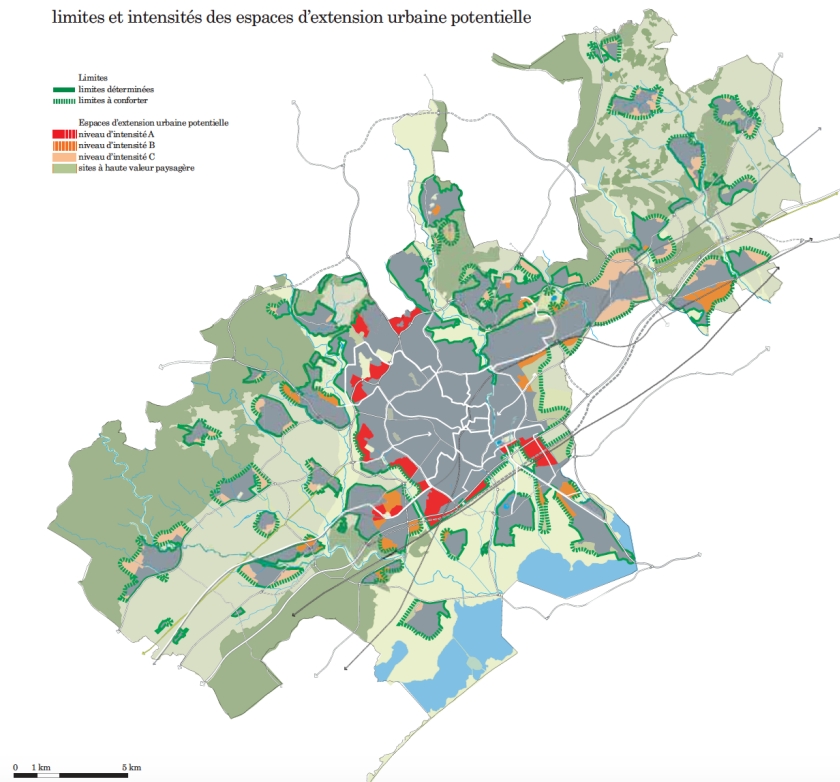 limites et intensités des espaces d'extension urbaine potentielle
Limites
limites déterminées
limites à conforter
Espaces d'extension urbaine potentielle
niveau d'intensité A
niveau d'intensité B
niveau d'intensité C
sites à haute valeur paysagère
0 1 km 5 km